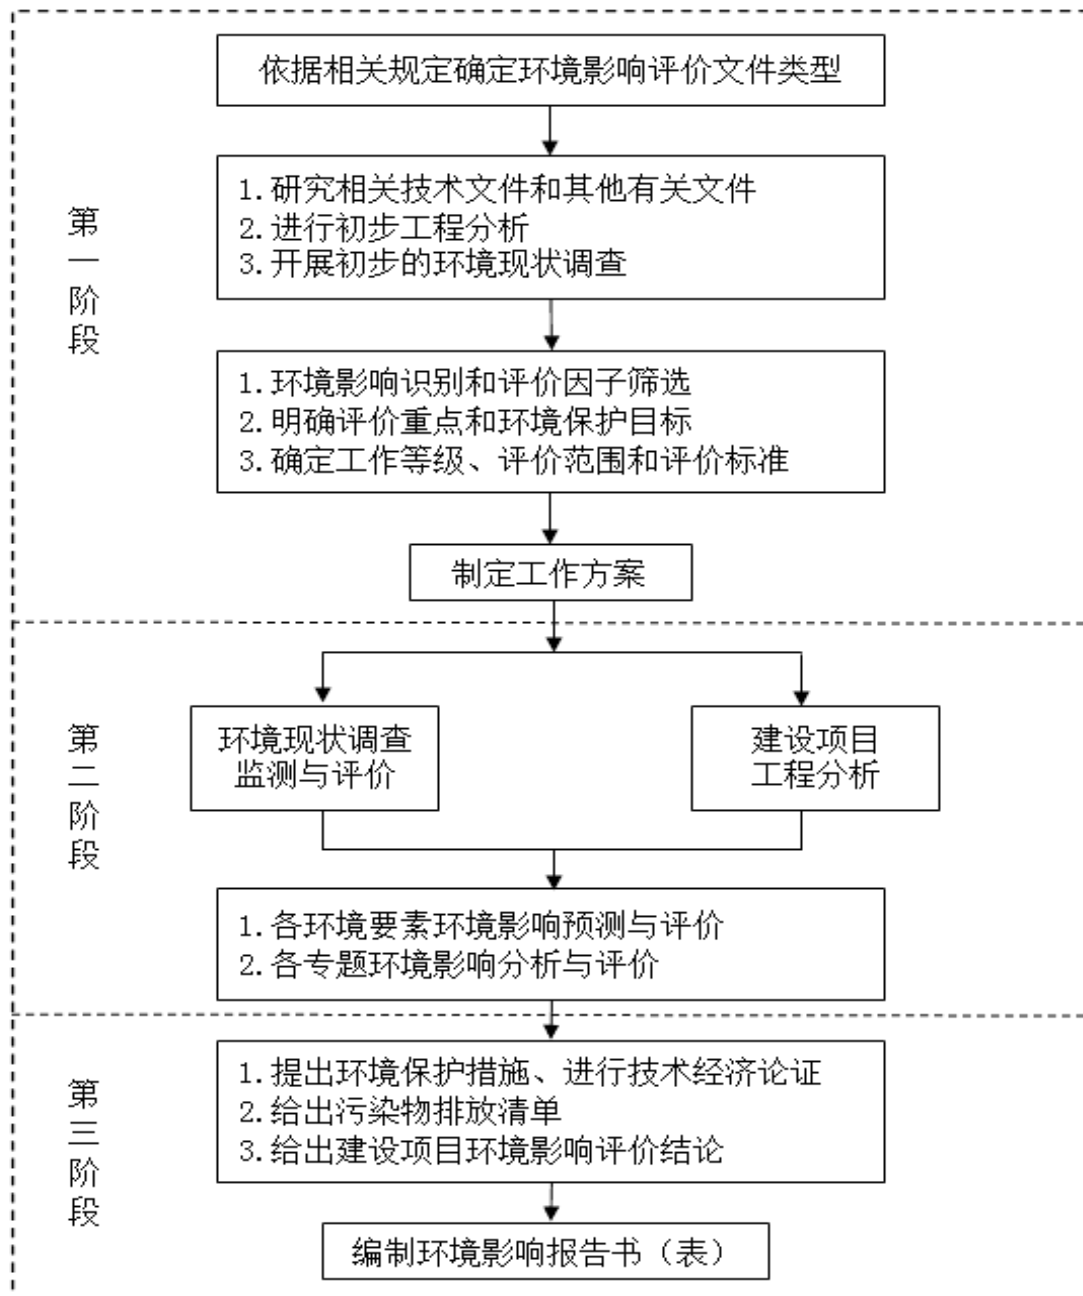 依据相关规定确定环境影响评价文件类型
第一阶段
1.研究相关技术文件和其他有关文件
2.进行初步工程分析
3.开展初步的环境现状调查
1.环境影响识别和评价因子筛选
2.明确评价重点和环境保护目标
3.确定工作等级、评价范围和评价标准
制定工作方案
第二阶段
环境现状调查
监测与评价
建设项目
工程分析
1.各环境要素环境影响预测与评价
2.各专题环境影响分析与评价
第三阶段
1.提出环境保护措施、进行技术经济论证
2.给出污染物排放清单
3.给出建设项目环境影响评价结论
编制环境影响报告书（表）